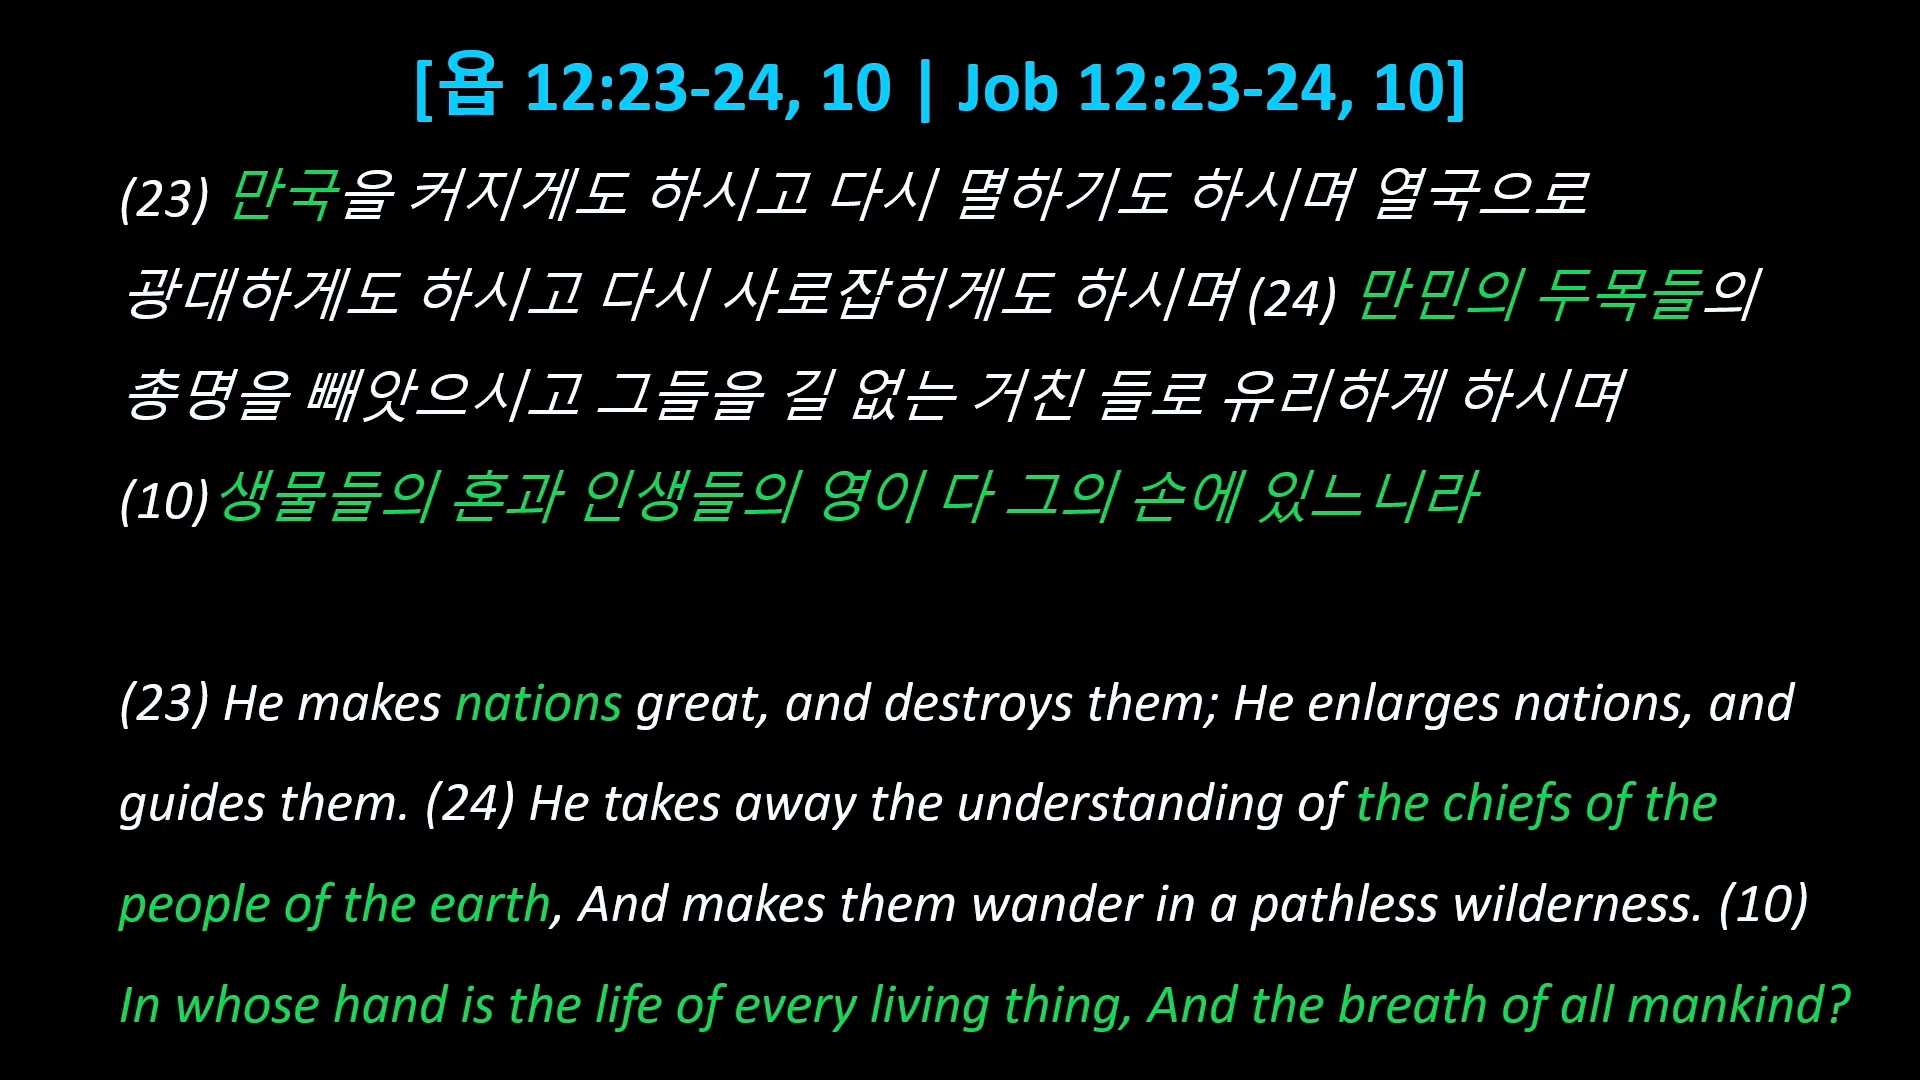 [욥 12:23-24, 10 | Job 12:23-24, 10]
(23) 만국을 커지게도 하시고 다시 멸하기도 하시며 열국으로
광대하게도 하시고 다시 사로잡히게도 하시며 (24) 만민의 두목들의
총명을 빼앗으시고 그들을 길 없는 거친 들로 유리하게 하시며
(10) 생물들의 혼과 인생들의 영이 다 그의 손에 있느니라
(23) He makes nations great, and destroys them; He enlarges nations, and
guides them. (24) He takes away the understanding of the chiefs of the
people of the earth, And makes them wander in a pathless wilderness. (10)
In whose hand is the life of every living thing, And the breath of all mankind?